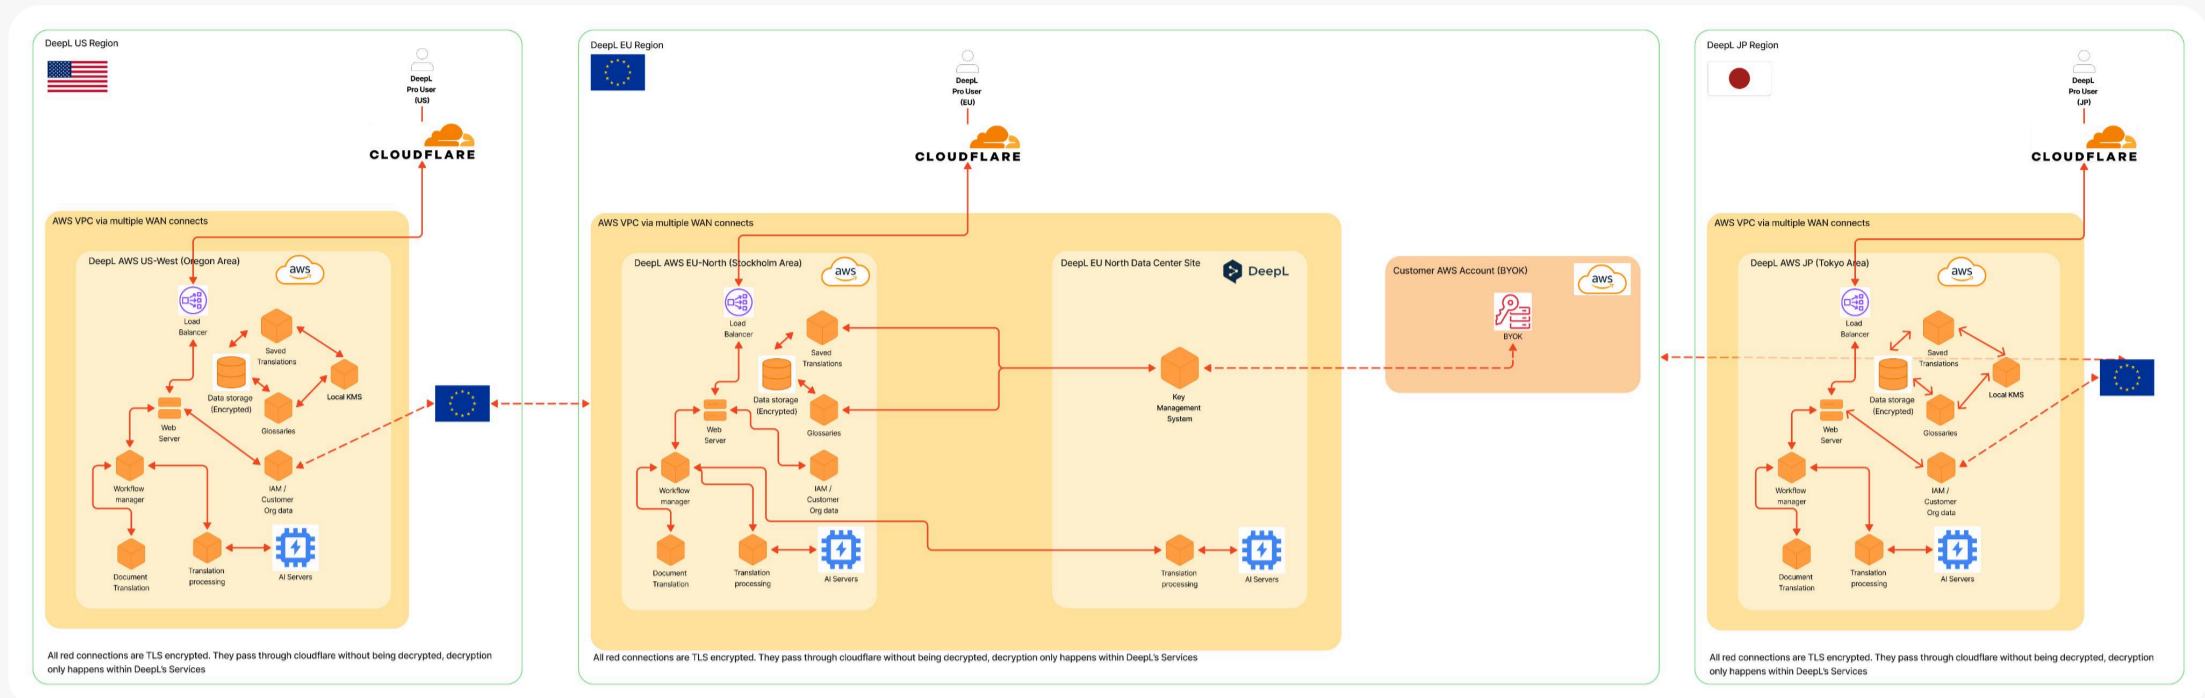 DeepL US Region
DeepL
Pro User
(US)
CLOUDFLARE
AWS VPC via multiple WAN connects
DeepL AWS US-West (Oregon Area)
aws
Load
Balancer
Saved
Translations
Data storage
(Encrypted)
Local KMS
Glossaries
Web
Server
Workflow
manager
IAM /
Customer
Org data
Document
Translation
Translation
processing
AI Servers
All red connections are TLS encrypted. They pass through cloudflare without being decrypted, decryption
only happens within DeepL's Services
DeepL EU Region
DeepL
Pro User
(EU)
CLOUDFLARE
AWS VPC via multiple WAN connects
DeepL AWS EU-North (Stockholm Area)
aws
Load
Balancer
Saved
Translations
Data storage
(Encrypted)
Glossaries
Web
Server
Workflow
manager
IAM /
Customer
Org data
Document
Translation
Translation
processing
AI Servers
DeepL EU North Data Center Site
DeepL
Key
Management
System
Translation
processing
AI Servers
Customer AWS Account (BYOK)
aws
BYOK
All red connections are TLS encrypted. They pass through cloudflare without being decrypted, decryption only happens within DeepL's Services
DeepL JP Region
DeepL
Pro User
(JP)
CLOUDFLARE
AWS VPC via multiple WAN connects
DeepL AWS JP (Tokyo Area)
aws
Load
Balancer
Saved
Translations
Data storage
(Encrypted)
Local KMS
Glossaries
Web
Server
Workflow
manager
IAM /
Customer
Org data
Document
Translation
Translation
processing
AI Servers
All red connections are TLS encrypted. They pass through cloudflare without being decrypted, decryption
only happens within DeepL's Services